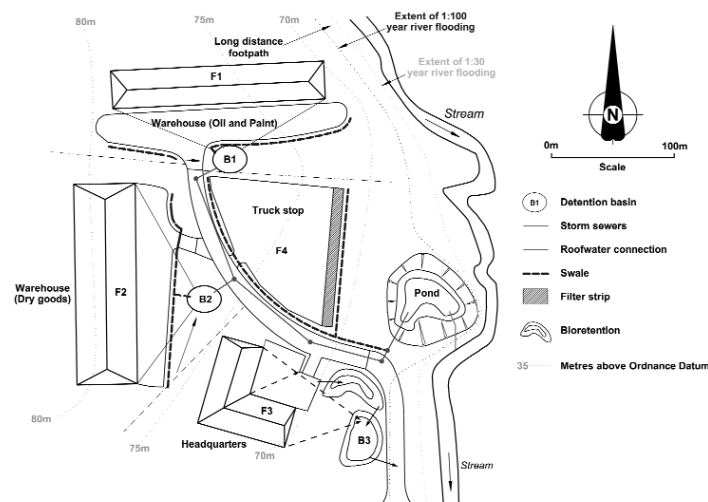 80m
75m
70m
Extent of 1:100
year river flooding
Long distance
footpath
Extent of 1:30
year river flooding
F1
Stream
Warehouse (Oil and Paint)
B1
N
0m
100m
Scale
Truck stop
F4
Warehouse
(Dry goods)
F2
B2
Pond
F3
Headquarters
B3
80m
75m
70m
Stream
B1
Detention basin
Storm sewers
Roofwater connection
Swale
Filter strip
Bioretention
35
Metres above Ordnance Datum